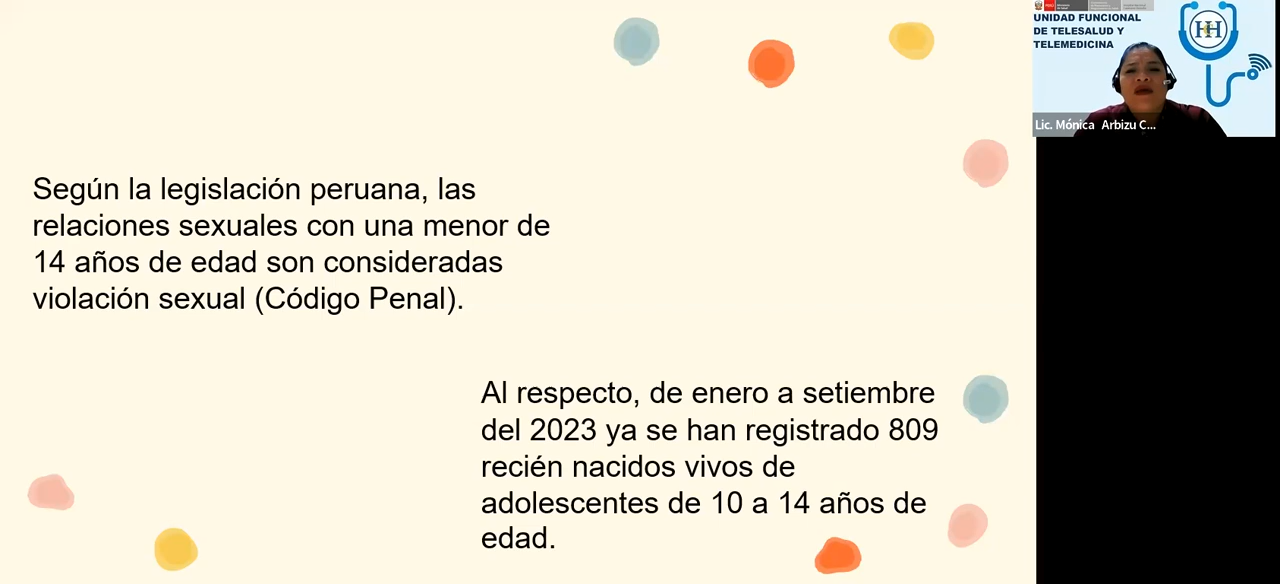 Según la legislación peruana, las
relaciones sexuales con una menor de
14 años de edad son consideradas
violación sexual (Código Penal).
Al respecto, de enero a setiembre
del 2023 ya se han registrado 809
recién nacidos vivos de
adolescentes de 10 a 14 años de
edad.
PERÚ
UNIDAD FUNCIONAL
DE TELESALUD Y
TELEMEDICINA
HH
Lic. Mónica Arbizu C...